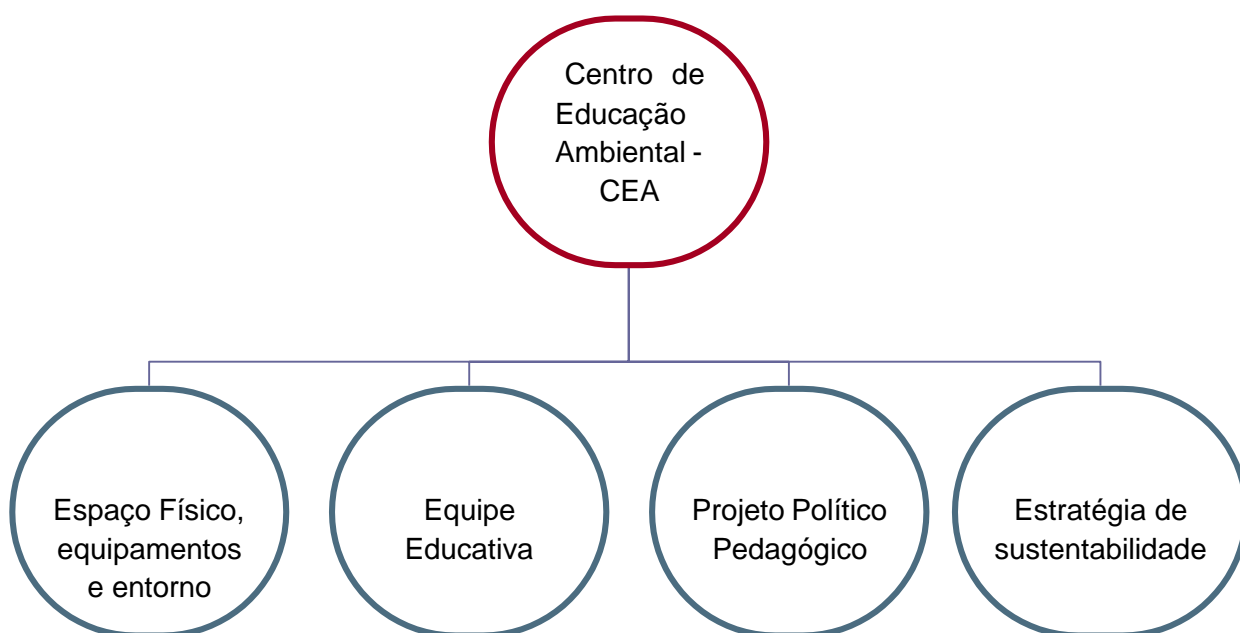 Centro de
Educação
Ambiental -
CEA
Espaço Físico,
equipamentos
e entorno
Equipe
Educativa
Projeto Político
Pedagógico
Estratégia de
sustentabilidade